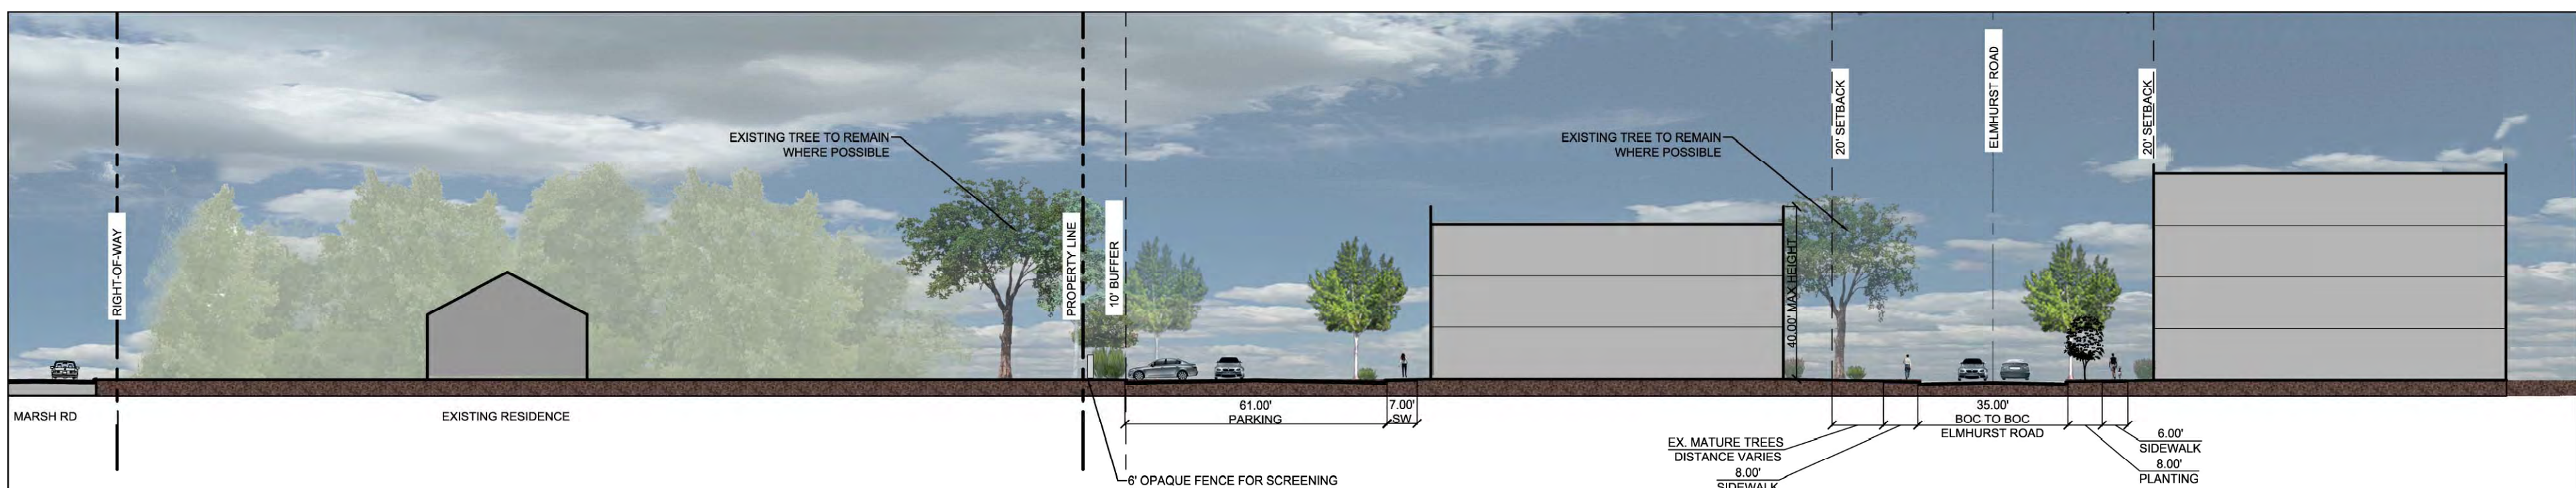 RIGHT-OF-WAY
EXISTING TREE TO REMAIN
WHERE POSSIBLE
PROPERTY LINE
10' BUFFER
EXISTING TREE TO REMAIN
WHERE POSSIBLE
40.00' MAX HEIGHT
20' SETBACK
ELMHURST ROAD
20' SETBACK
MARSH RD
EXISTING RESIDENCE
61.00'
PARKING
7.00'
SW
6' OPAQUE FENCE FOR SCREENING
EX. MATURE TREES
DISTANCE VARIES
8.00'
SIDEWALK
35.00'
BOC TO BOC
ELMHURST ROAD
6.00'
SIDEWALK
8.00'
PLANTING